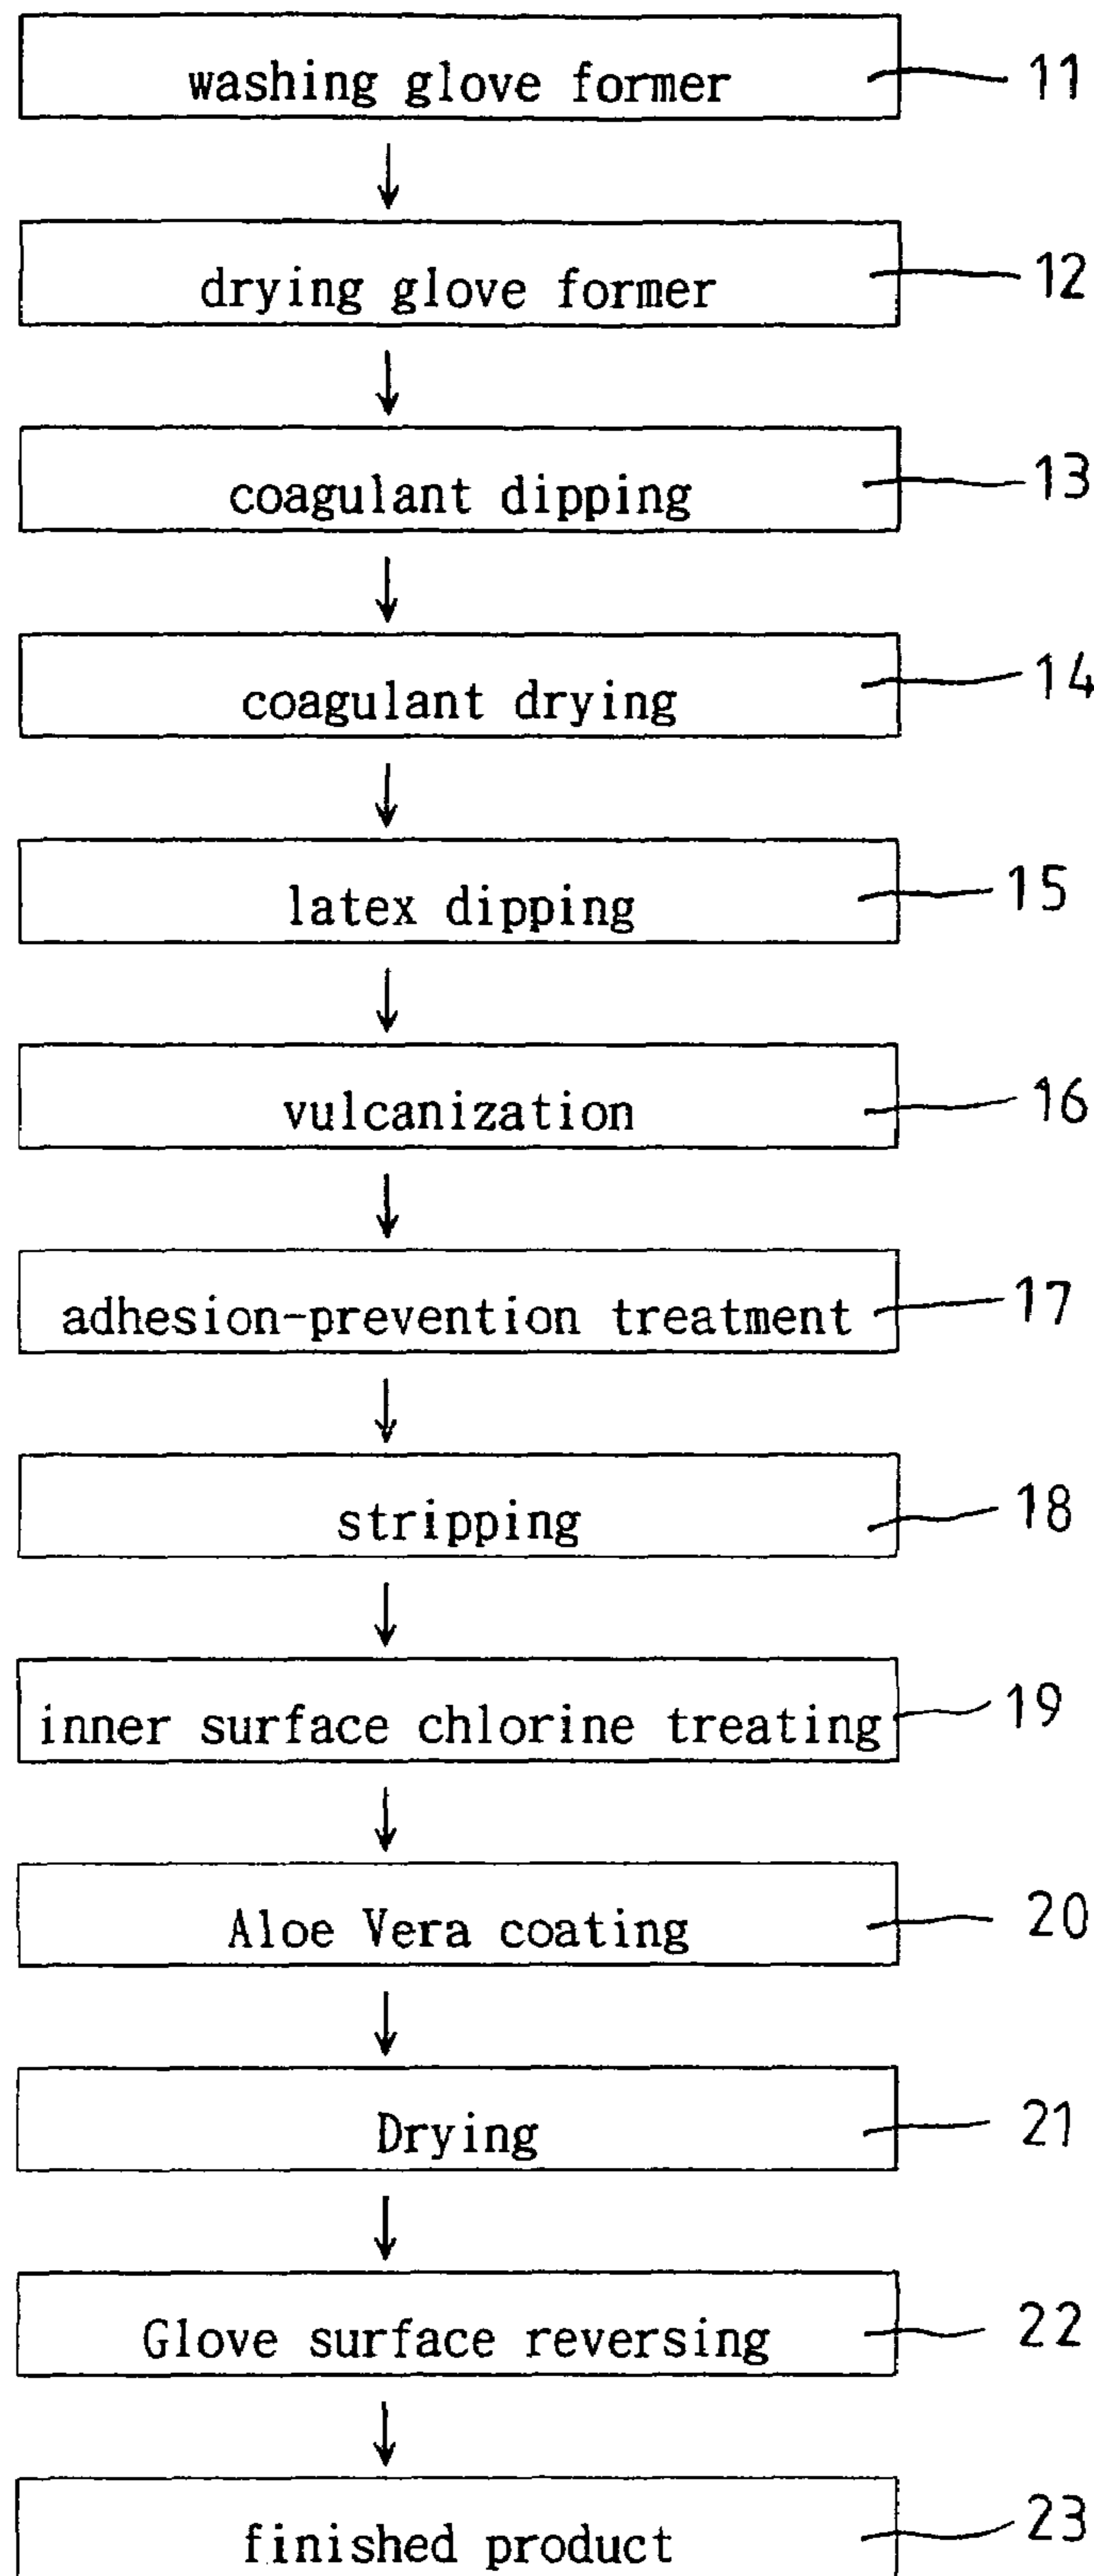 washing glove former 11
drying glove former 12
coagulant dipping 13
coagulant drying 14
latex dipping 15
vulcanization 16
adhesion-prevention treatment 17
stripping 18
inner surface chlorine treating 19
Aloe Vera coating 20
Drying 21
Glove surface reversing 22
finished product 23